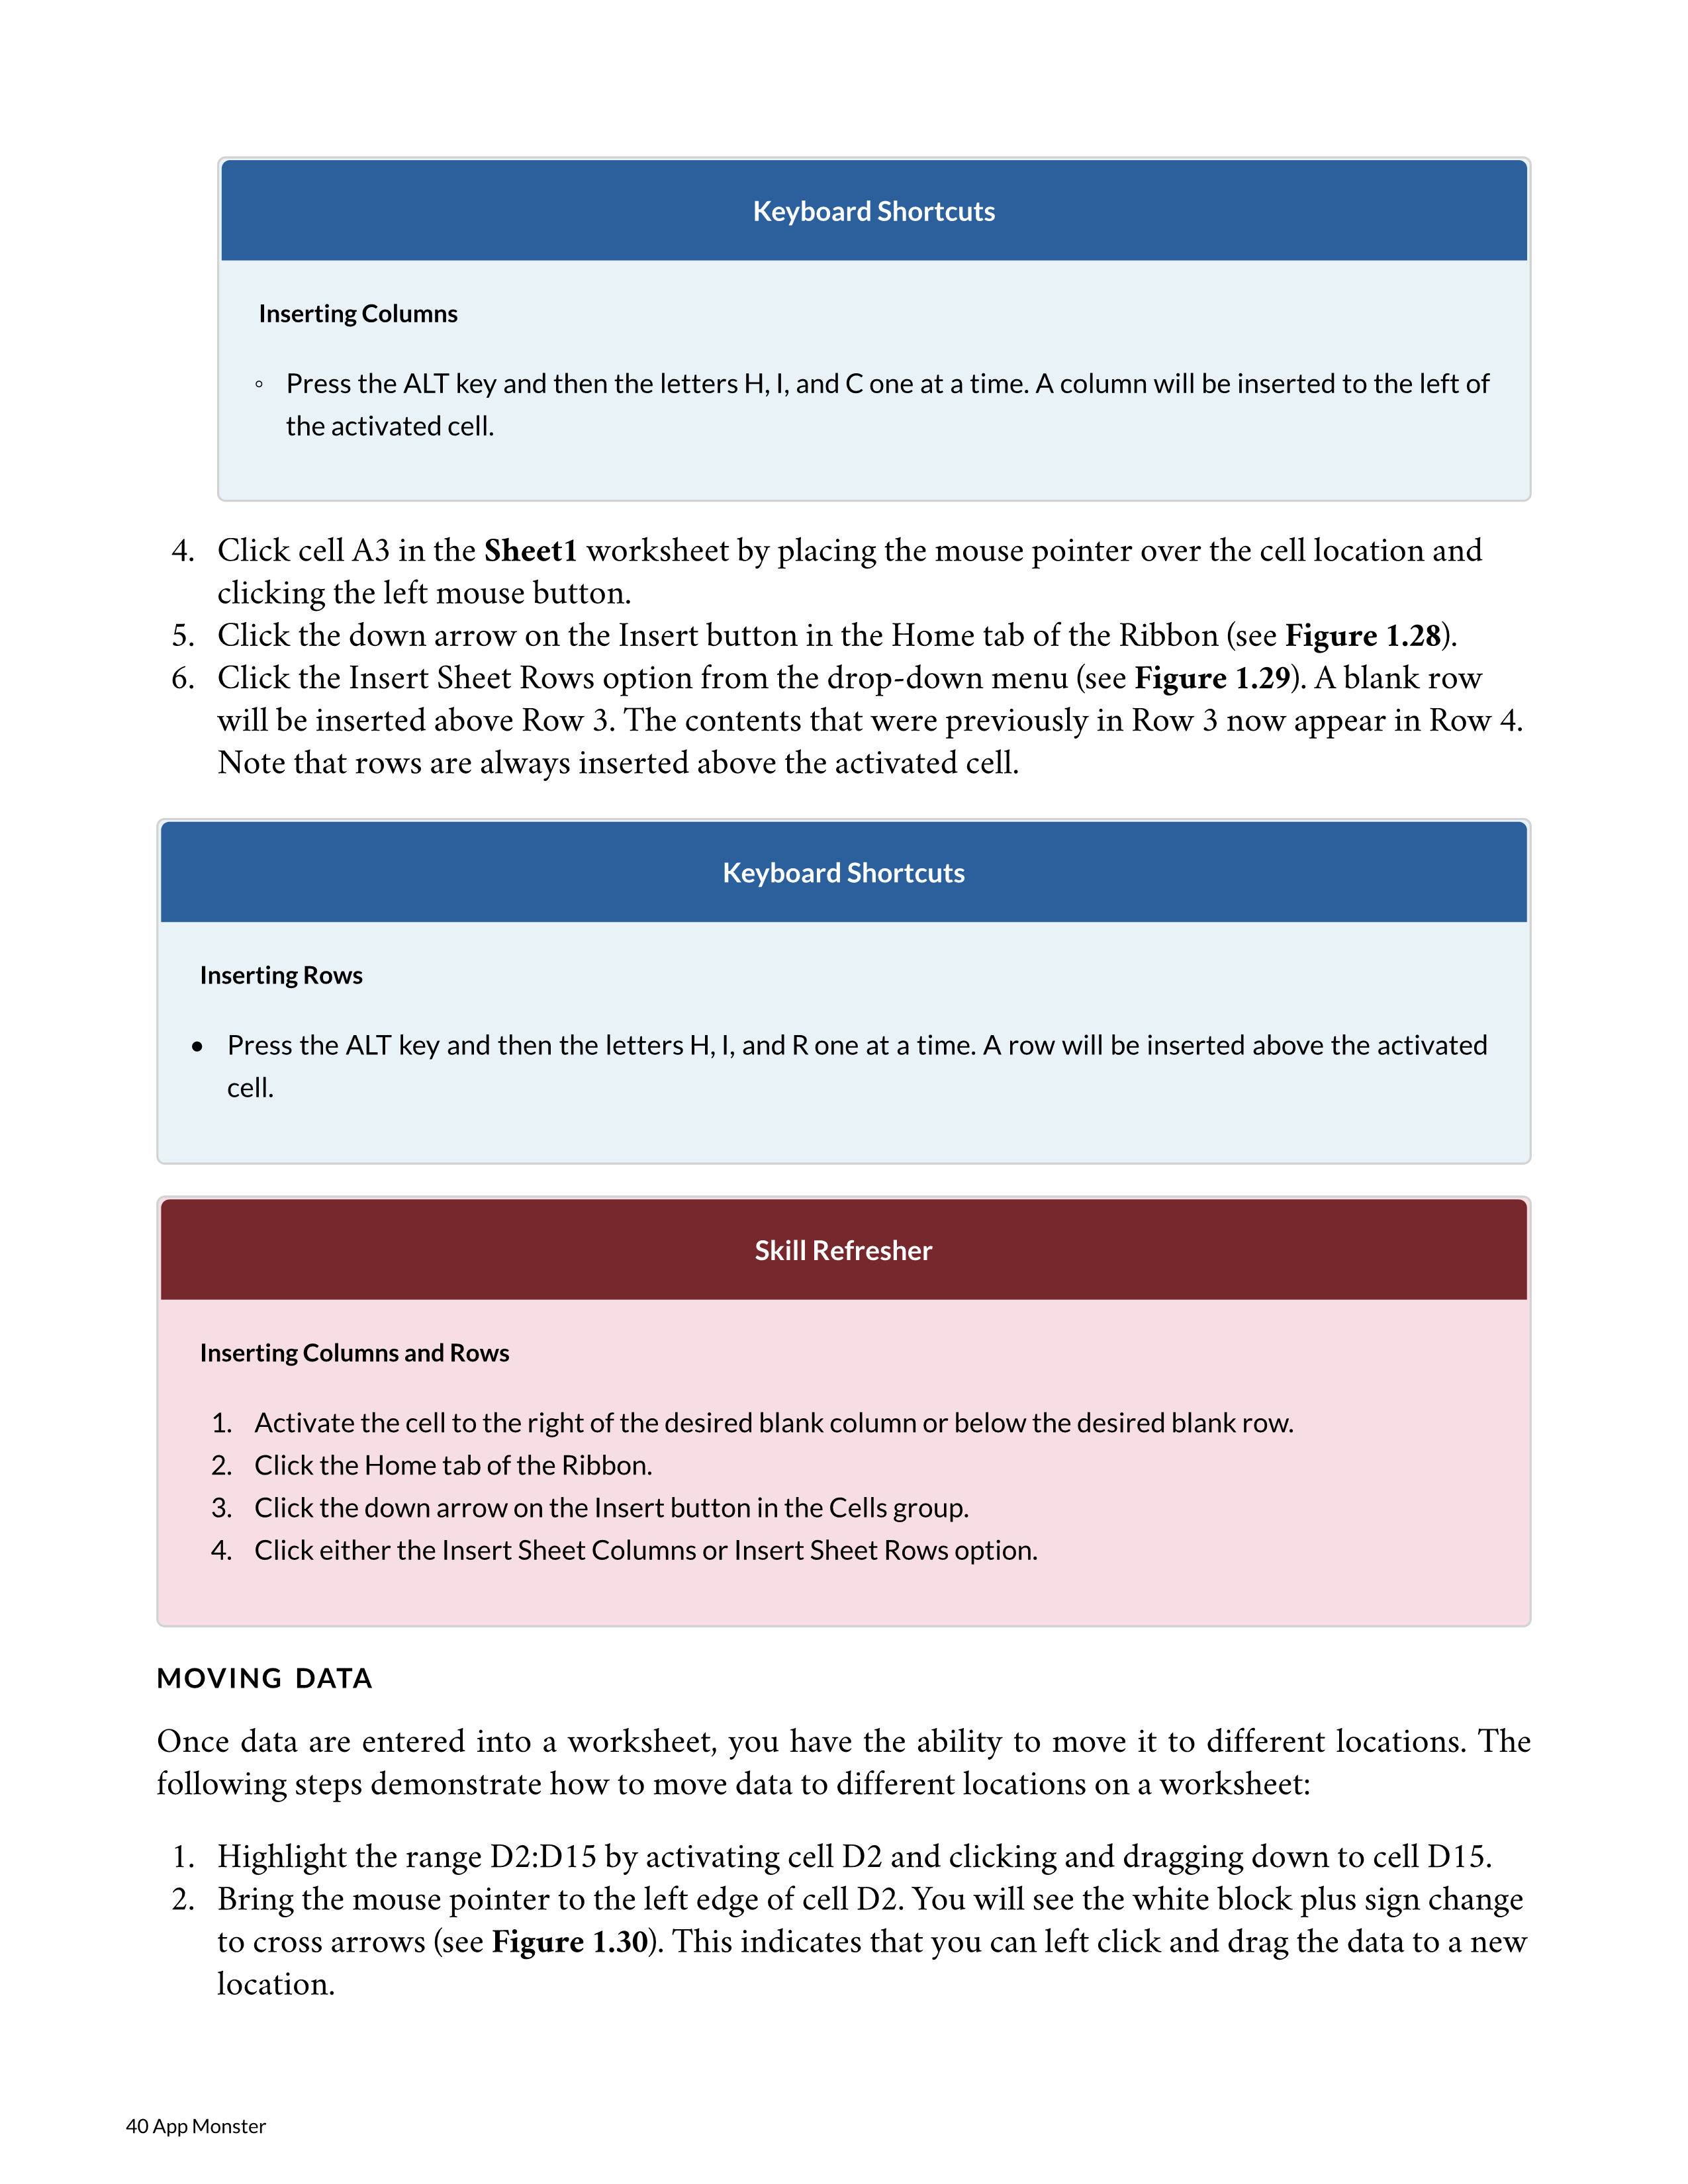 Keyboard Shortcuts
Inserting Columns
◦ Press the ALT key and then the letters H, I, and C one at a time. A column will be inserted to the left of
the activated cell.
4. Click cell A3 in the Sheet1 worksheet by placing the mouse pointer over the cell location and
clicking the left mouse button.
5. Click the down arrow on the Insert button in the Home tab of the Ribbon (see Figure 1.28).
6. Click the Insert Sheet Rows option from the drop-down menu (see Figure 1.29). A blank row
will be inserted above Row 3. The contents that were previously in Row 3 now appear in Row 4.
Note that rows are always inserted above the activated cell.
Keyboard Shortcuts
Inserting Rows
• Press the ALT key and then the letters H, I, and R one at a time. A row will be inserted above the activated
cell.
Skill Refresher
Inserting Columns and Rows
1. Activate the cell to the right of the desired blank column or below the desired blank row.
2. Click the Home tab of the Ribbon.
3. Click the down arrow on the Insert button in the Cells group.
4. Click either the Insert Sheet Columns or Insert Sheet Rows option.
MOVING DATA
Once data are entered into a worksheet, you have the ability to move it to different locations. The
following steps demonstrate how to move data to different locations on a worksheet:
1. Highlight the range D2:D15 by activating cell D2 and clicking and dragging down to cell D15.
2. Bring the mouse pointer to the left edge of cell D2. You will see the white block plus sign change
to cross arrows (see Figure 1.30). This indicates that you can left click and drag the data to a new
location.
40 App Monster